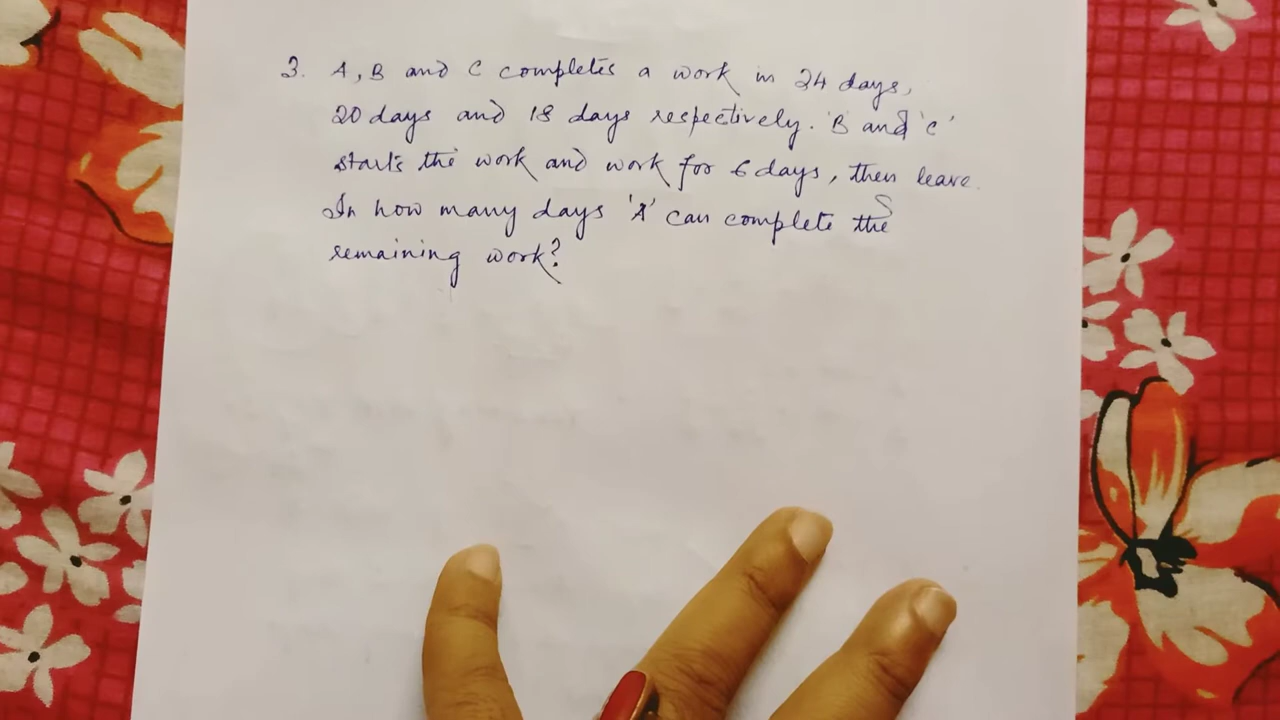 3. A, B and C completes a work in 24 days,
20 days and 18 days respectively. 'B and 'C'
starts the work and work for 6 days, then leave.
In how many days 'A' can complete the
remaining work?